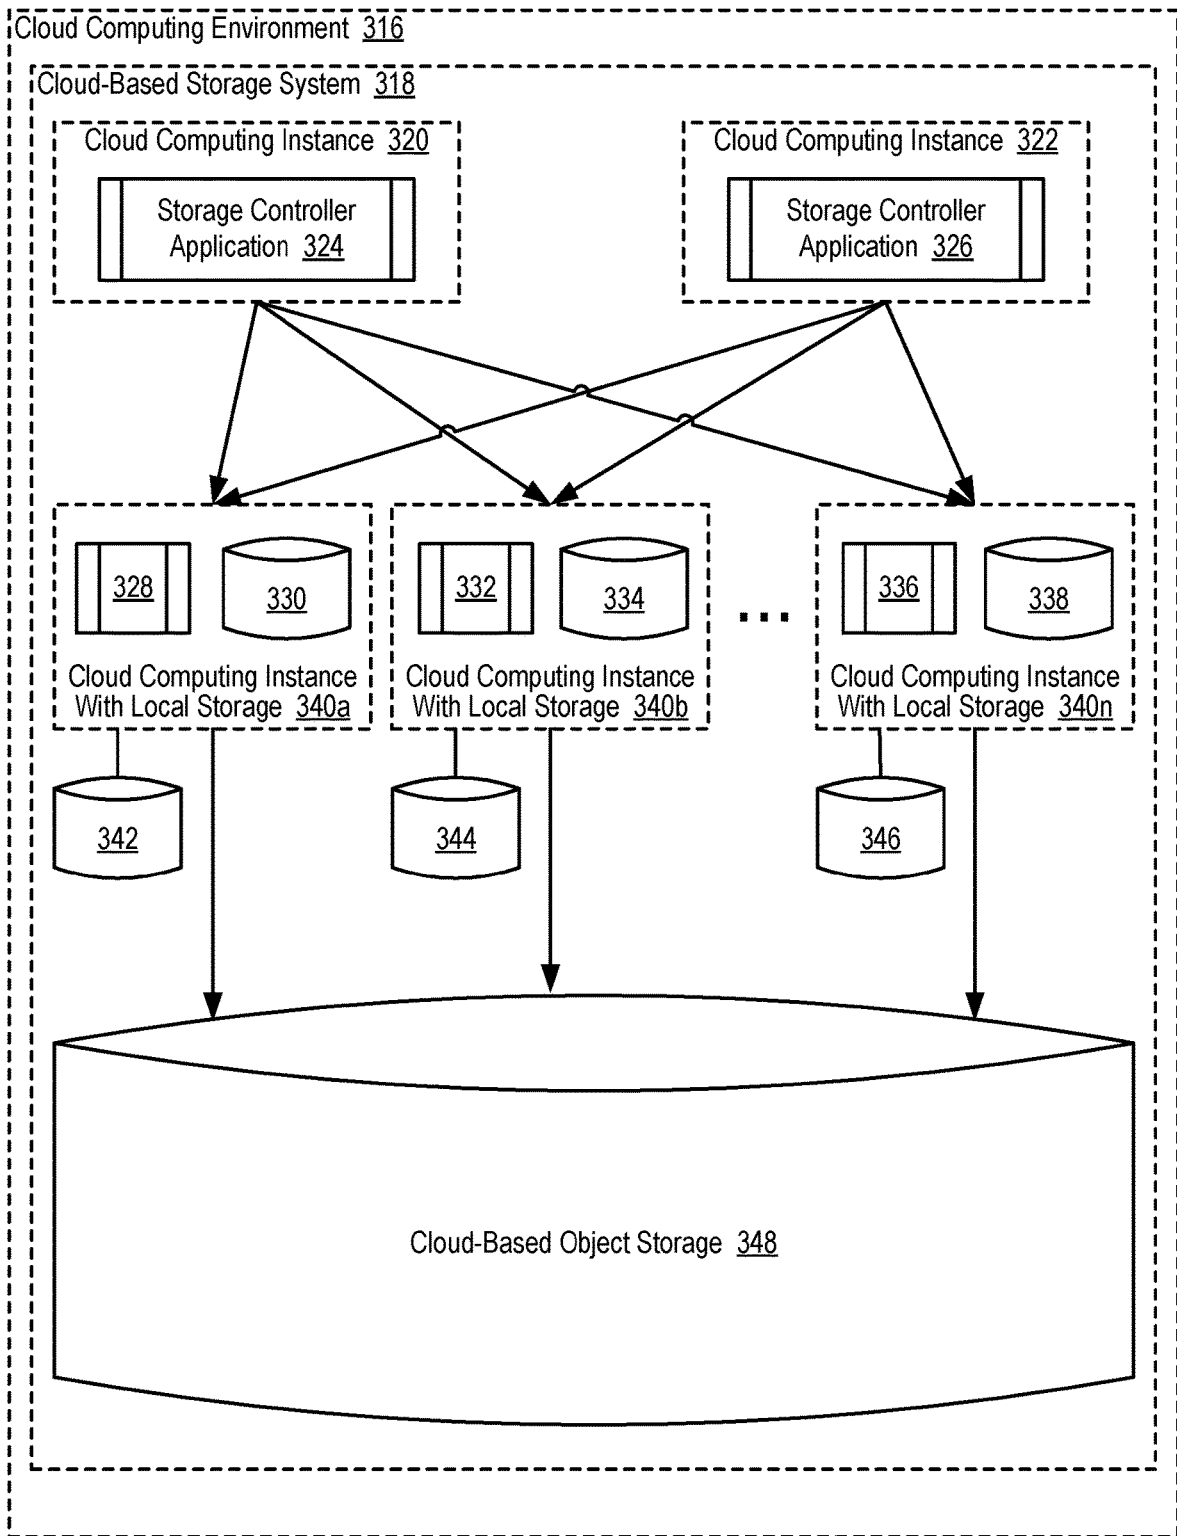 Cloud Computing Environment 316
Cloud-Based Storage System 318
Cloud Computing Instance 320
Storage Controller
Application 324
Cloud Computing Instance 322
Storage Controller
Application 326
328
330
Cloud Computing Instance
With Local Storage 340a
332
334
Cloud Computing Instance
With Local Storage 340b
...
336
338
Cloud Computing Instance
With Local Storage 340n
342
344
346
Cloud-Based Object Storage 348